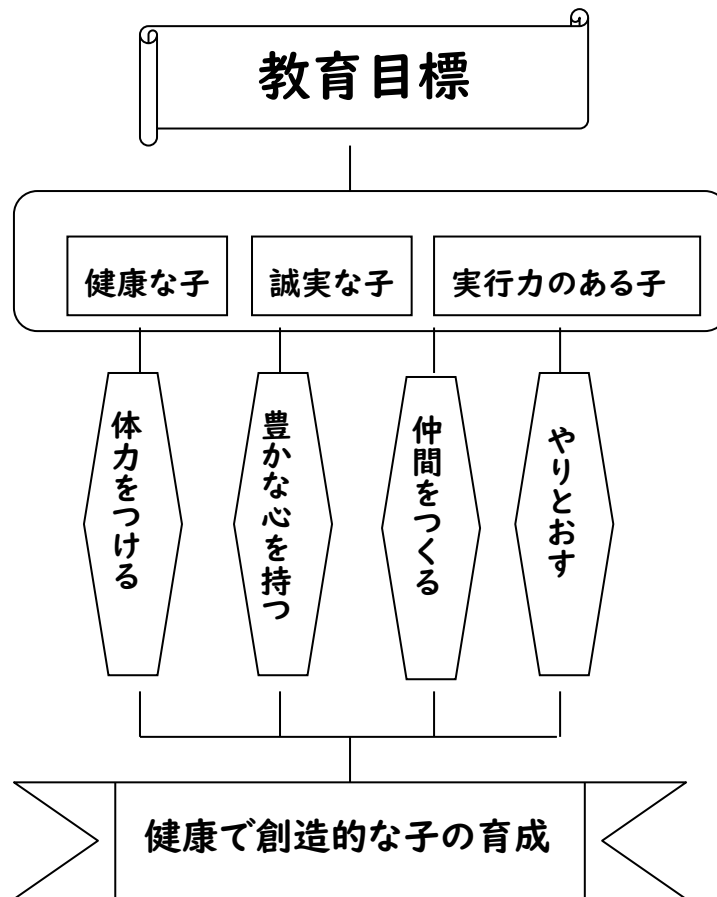 教育目標
健康な子
誠実な子
実行力のある子
体力をつける
豊かな心を持つ
仲間をつくる
やりとおす
健康で創造的な子の育成